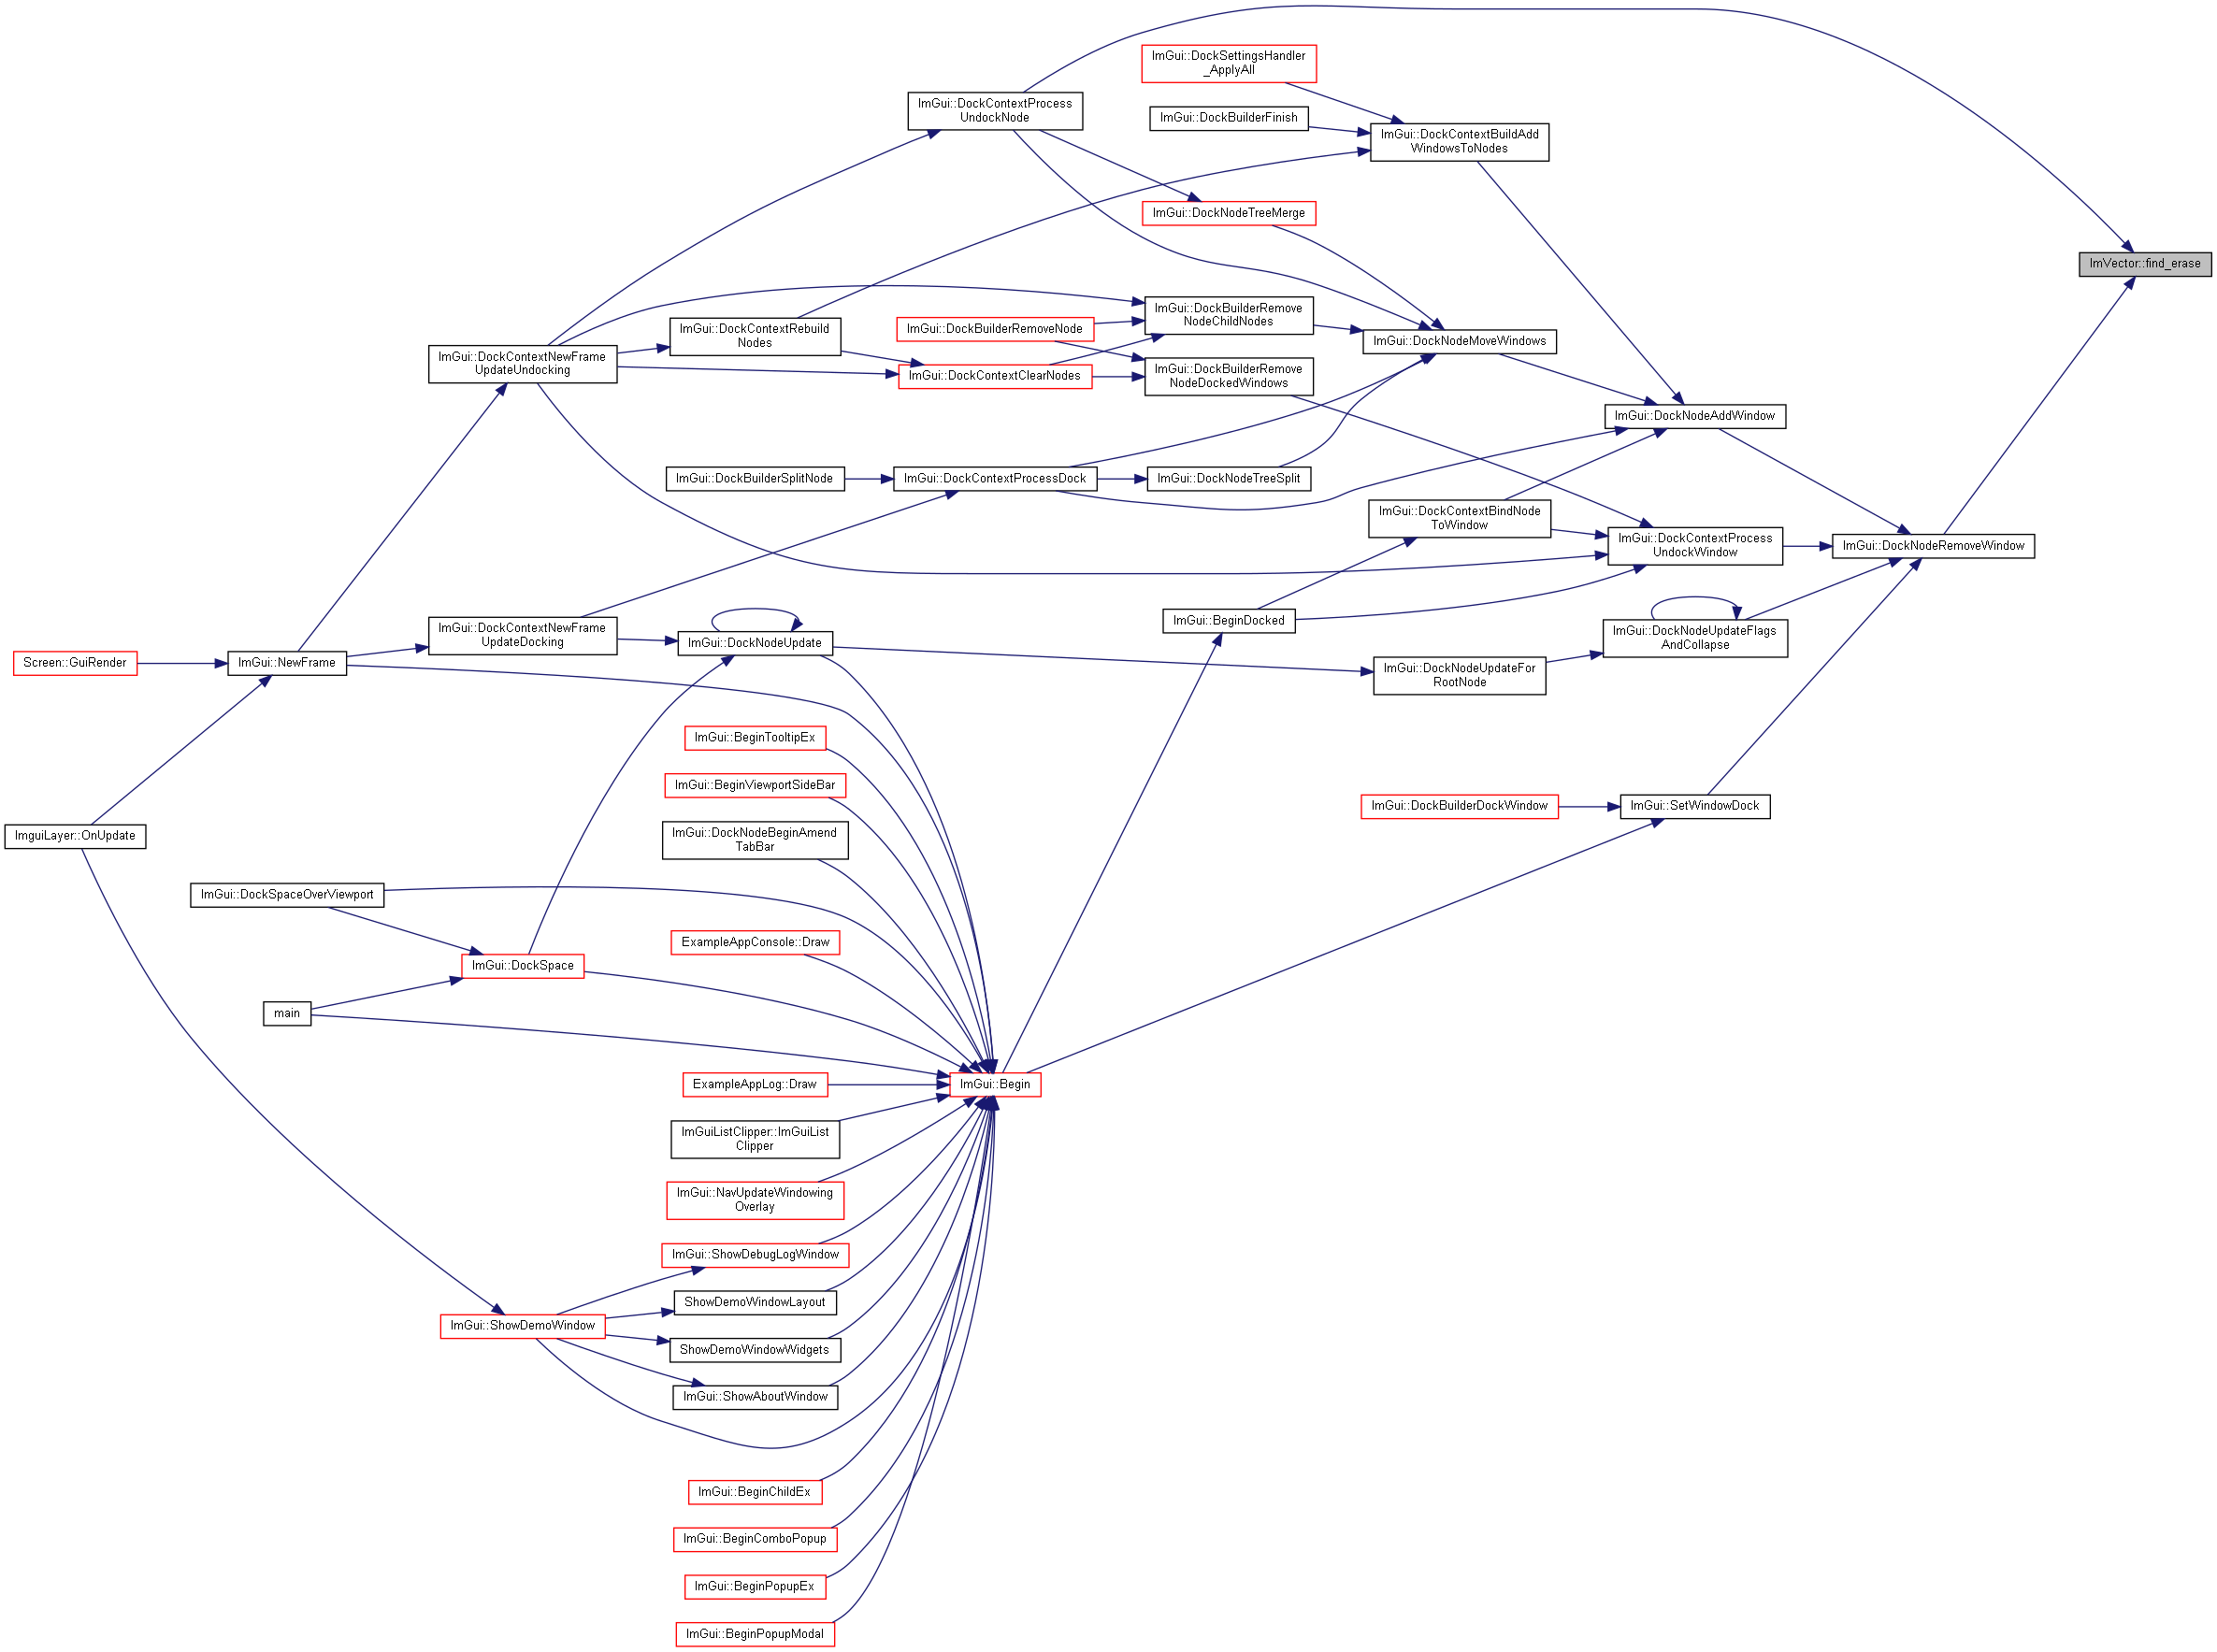 ImGui::DockSettingsHandler
_ApplyAll
ImGui::DockContextProcess
UndockNode
ImGui::DockBuilderFinish
ImGui::DockContextBuildAdd
WindowsToNodes
ImGui::DockNodeTreeMerge
ImVector::find_erase
ImGui::DockBuilderRemove
NodeChildNodes
ImGui::DockContextRebuild
Nodes
ImGui::DockBuilderRemoveNode
ImGui::DockNodeMoveWindows
ImGui::DockContextNewFrame
UpdateUndocking
ImGui::DockContextClearNodes
ImGui::DockBuilderRemove
NodeDockedWindows
ImGui::DockNodeAddWindow
ImGui::DockBuilderSplitNode
ImGui::DockContextProcessDock
ImGui::DockNodeTreeSplit
ImGui::DockContextBindNode
ToWindow
ImGui::DockContextProcess
UndockWindow
ImGui::DockNodeRemoveWindow
ImGui::BeginDocked
ImGui::DockContextNewFrame
UpdateDocking
ImGui::DockNodeUpdate
ImGui::DockNodeUpdateFlags
AndCollapse
Screen::GuiRender
ImGui::NewFrame
ImGui::DockNodeUpdateFor
RootNode
ImGui::BeginTooltipEx
ImGui::BeginViewportSideBar
ImGui::DockBuilderDockWindow
ImGui::SetWindowDock
ImguiLayer::OnUpdate
ImGui::DockNodeBeginAmend
TabBar
ImGui::DockSpaceOverViewport
ExampleAppConsole::Draw
ImGui::DockSpace
main
ExampleAppLog::Draw
ImGui::Begin
ImGuiListClipper::ImGuiList
Clipper
ImGui::NavUpdateWindowing
Overlay
ImGui::ShowDebugLogWindow
ShowDemoWindowLayout
ImGui::ShowDemoWindow
ShowDemoWindowWidgets
ImGui::ShowAboutWindow
ImGui::BeginChildEx
ImGui::BeginComboPopup
ImGui::BeginPopupEx
ImGui::BeginPopupModal